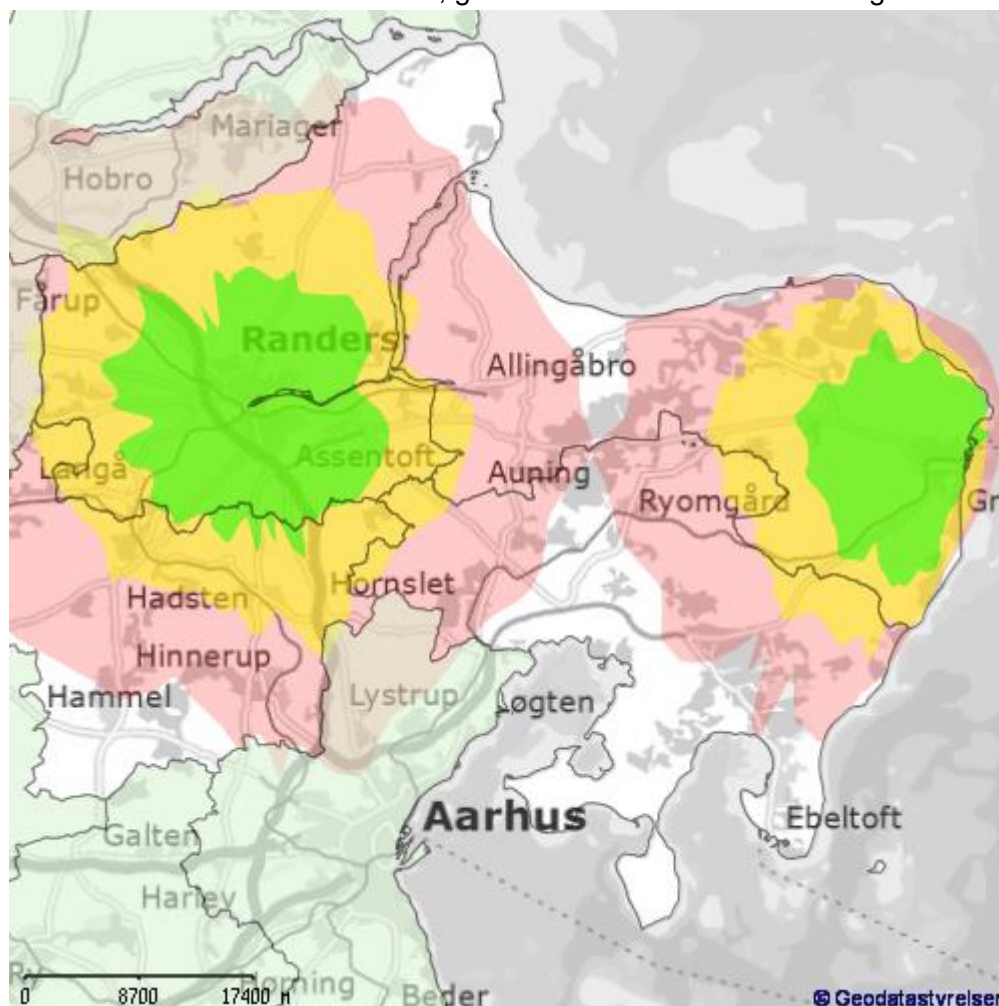 Mariager
Hobro
Fårup
Randers
Allingåbro
Langå
Assentoft
Auning
Ryomgård
Gr
Hadsten
Hornslet
Hinnerup
Hammel
Lystrup
Løgten
Aarhus
Ebeltoft
Galten
Harlev
Beder
0 8700 17400 M
© Geodatastyrelsen